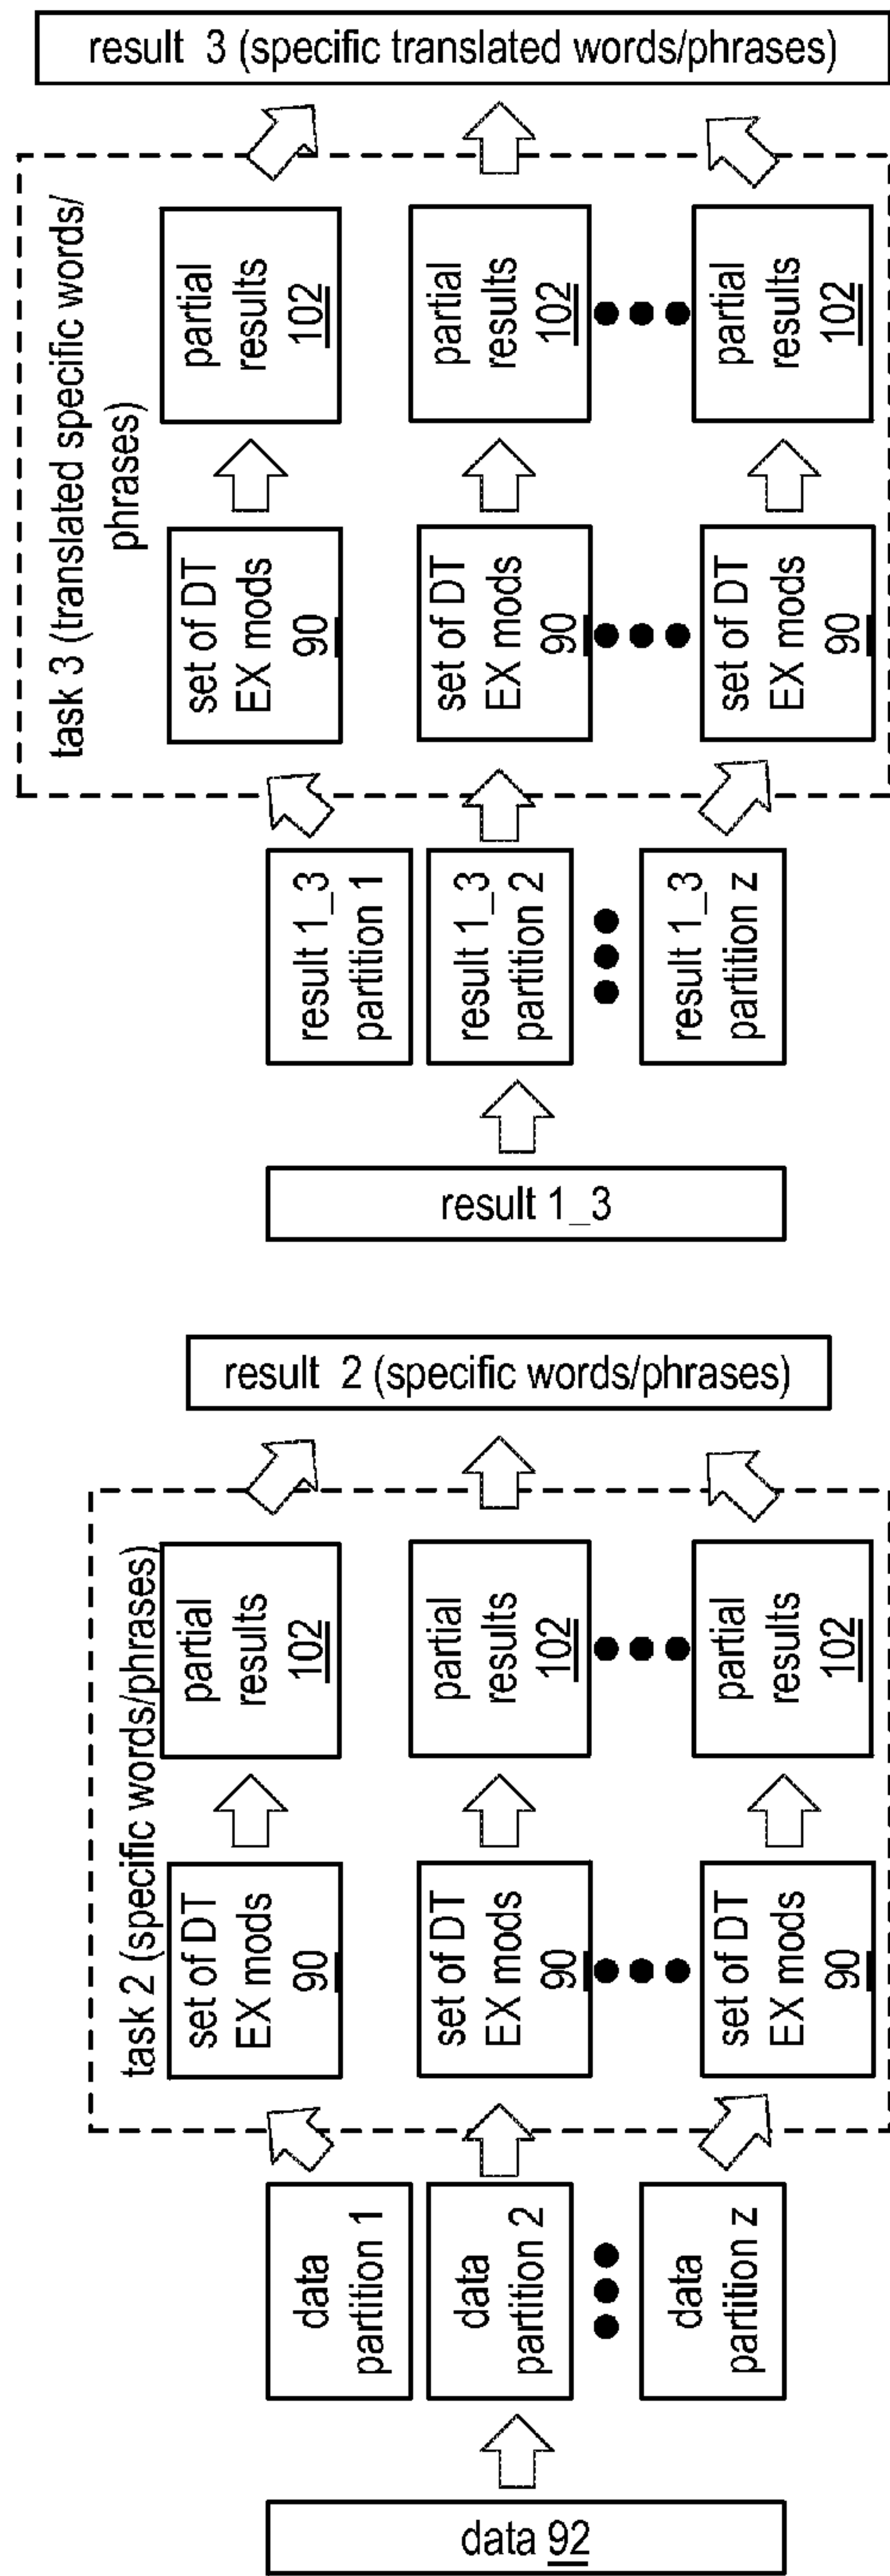 data 92
data
partition 1
data
partition 2
data
partition z
task 2 (specific words/phrases)
set of DT
EX mods
90
set of DT
EX mods
90
set of DT
EX mods
90
partial
results
102
partial
results
102
partial
results
102
result 2 (specific words/phrases)
result 1_3
result 1_3
partition 1
result 1_3
partition 2
result 1_3
partition z
task 3 (translated specific words/
phrases)
set of DT
EX mods
90
set of DT
EX mods
90
set of DT
EX mods
90
partial
results
102
partial
results
102
partial
results
102
result 3 (specific translated words/phrases)